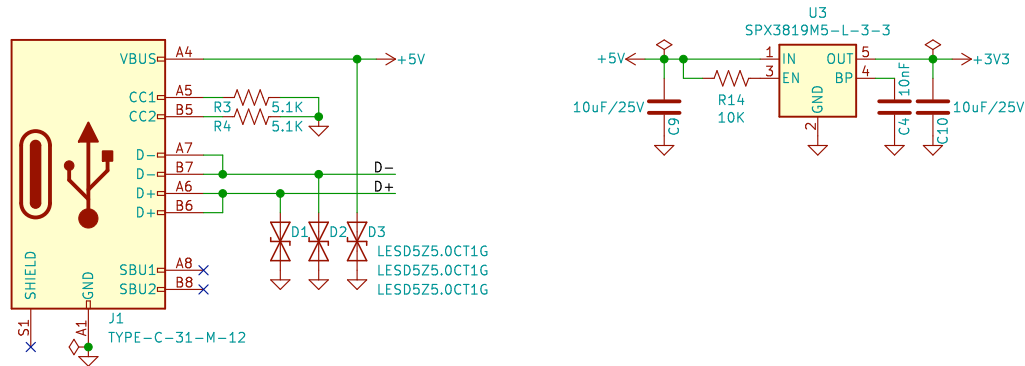 VBUS A4
+5V
CC1 A5
R3 5.1K
CC2 B5
R4 5.1K
D- A7
D- B7
D-
D+ A6
D+
D+ B6
D1 D2 D3
LESD5Z5.0CT1G
LESD5Z5.0CT1G
LESD5Z5.0CT1G
SBU1 A8
SBU2 B8
SHIELD
GND
S1
A1
J1
TYPE-C-31-M-12
U3
SPX3819M5-L-3-3
+5V
1 IN OUT 5
+3V3
3 EN BP 4
GND
2
10uF/25V
C9
R14
10K
10nF
C4
10uF/25V
C10